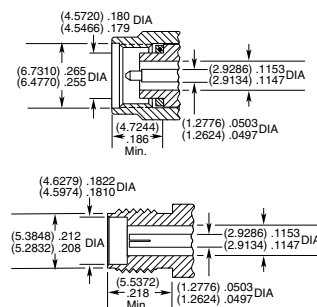 (4.5720) .180 DIA
(4.5466) .179
(6.7310) .265 DIA
(6.4770) .255
(2.9286) .1153 DIA
(2.9134) .1147
(4.7244)
.186
Min.
(1.2776) .0503 DIA
(1.2624) .0497
(4.6279) .1822 DIA
(4.5974) .1810
(5.3848) .212 DIA
(5.2832) .208
(2.9286) .1153 DIA
(2.9134) .1147
(5.5372)
.218
Min
(1.2776) .0503 DIA
(1.2624) .0497